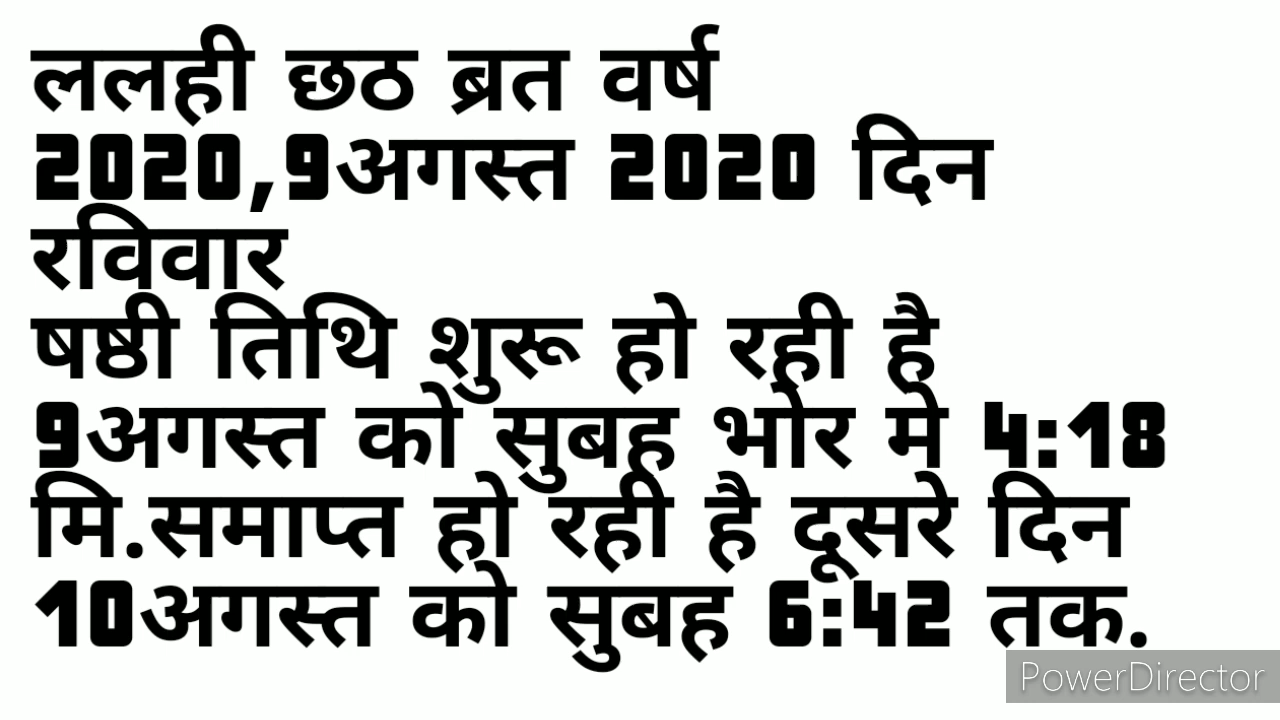 ललही छठ ब्रत वर्ष
2020,9अगस्त 2020 दिन
रविवार
षष्ठी तिथि शुरू हो रही है
9अगस्त को सुबह भोर मे 4:18
मि.समाप्त हो रही है दूसरे दिन
10अगस्त को सुबह 6:42 तक.
PowerDirector